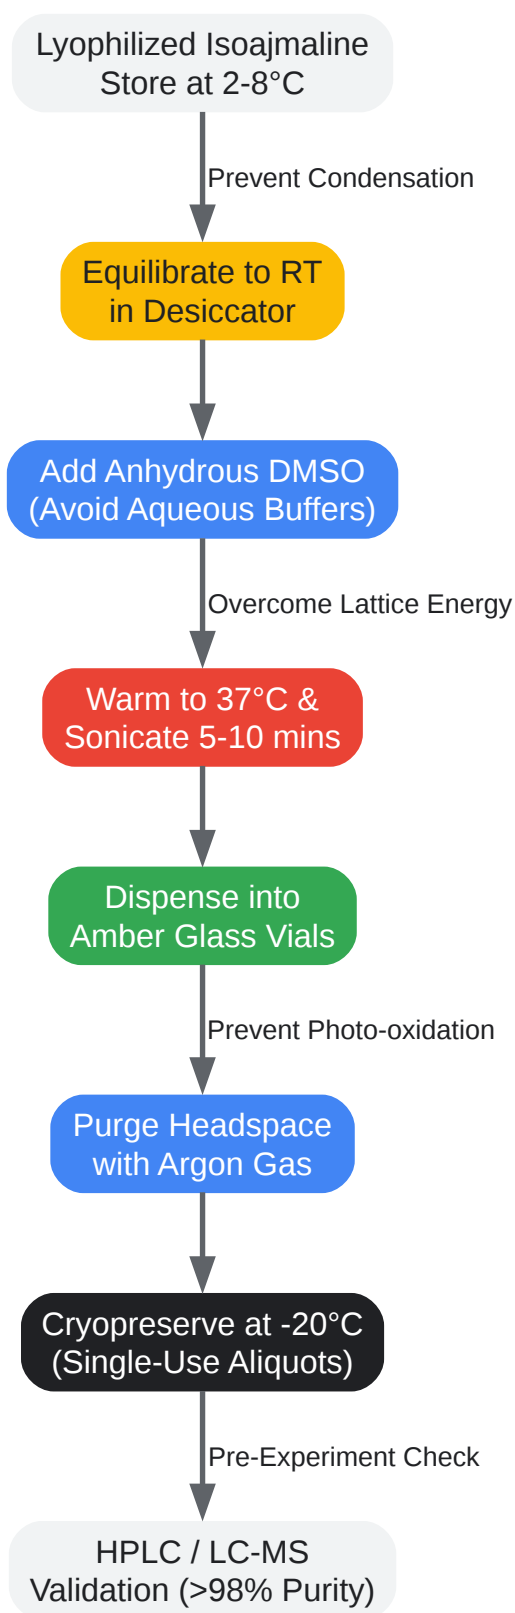 Lyophilized Isoajmaline
Store at 2-8°C
Prevent Condensation
Equilibrate to RT
in Desiccator
Add Anhydrous DMSO
(Avoid Aqueous Buffers)
Overcome Lattice Energy
Warm to 37°C &
Sonicate 5-10 mins
Dispense into
Amber Glass Vials
Prevent Photo-oxidation
Purge Headspace
with Argon Gas
Cryopreserve at -20°C
(Single-Use Aliquots)
Pre-Experiment Check
HPLC / LC-MS
Validation (>98% Purity)